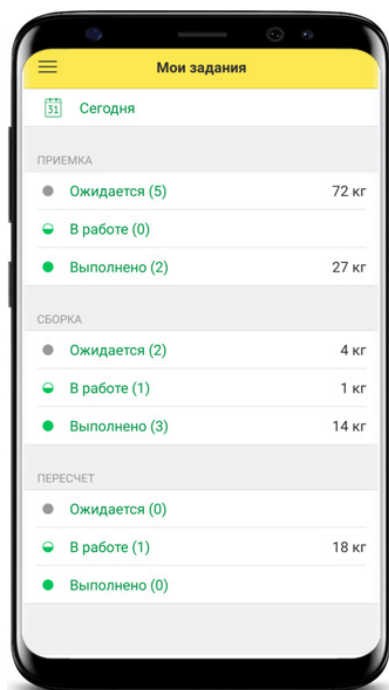 Мои задания
31 Сегодня
ПРИЕМКА
Ожидается (5) 72 кг
В работе (0)
Выполнено (2) 27 кг
СБОРКА
Ожидается (2) 4 кг
В работе (1) 1 кг
Выполнено (3) 14 кг
ПЕРЕСЧЕТ
Ожидается (0)
В работе (1) 18 кг
Выполнено (0)